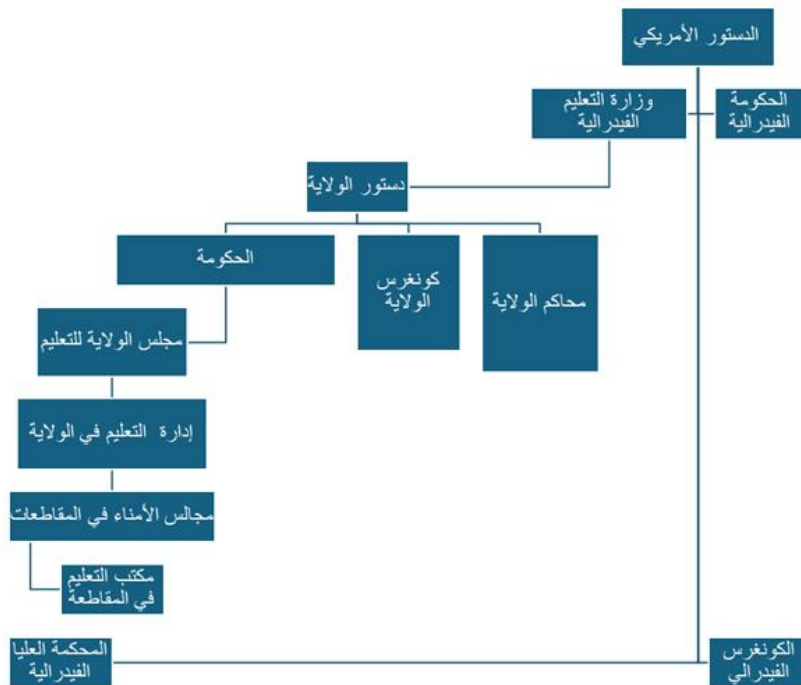 الدستور الأمريكي
الحكومة
الفيدرالية
وزارة التعليم
الفيدرالية
دستور الولاية
محاكم الولاية
كونغرس
الولاية
الحكومة
مجلس الولاية للتعليم
إدارة التعليم في الولاية
مجالس الأمناء في المقاطعات
مكتب التعليم
في المقاطعة
الكونغرس
الفيدرالي
المحكمة العليا
الفيدرالية